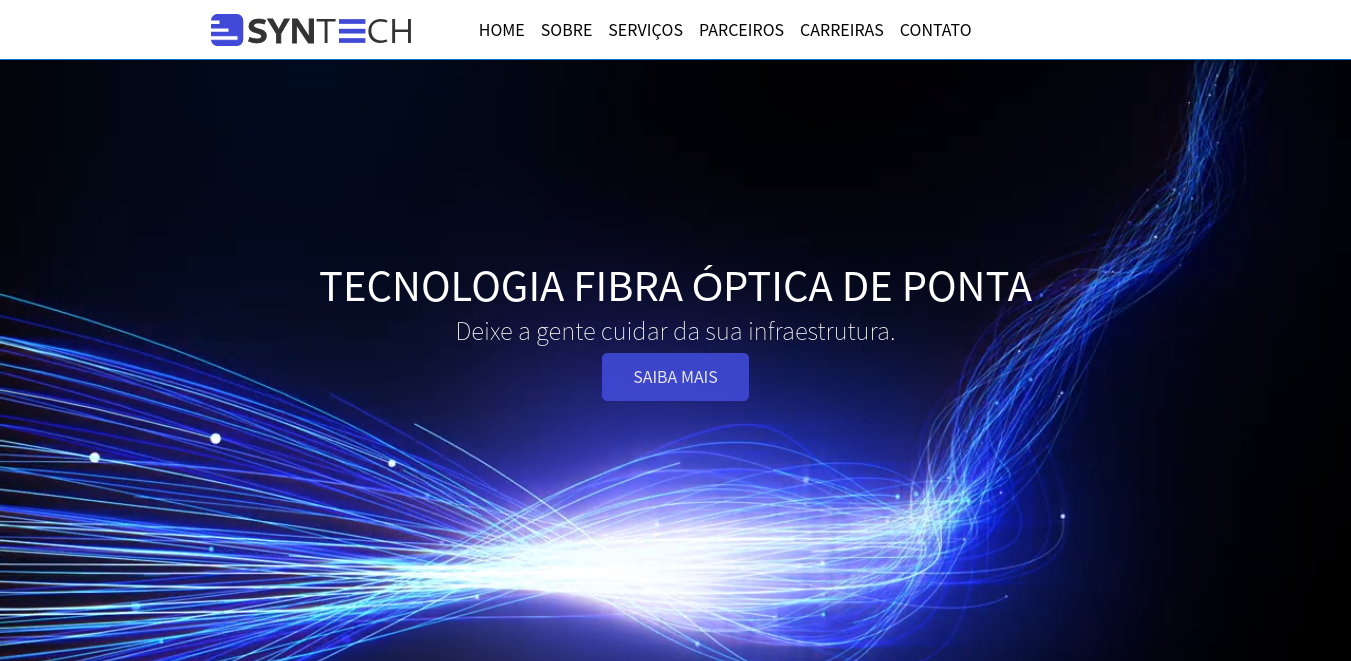 SYNTECH
HOME SOBRE SERVIÇOS PARCEIROS CARREIRAS CONTATO
TECNOLOGIA FIBRA ÓPTICA DE PONTA
Deixe a gente cuidar da sua infraestrutura.
SAIBA MAIS